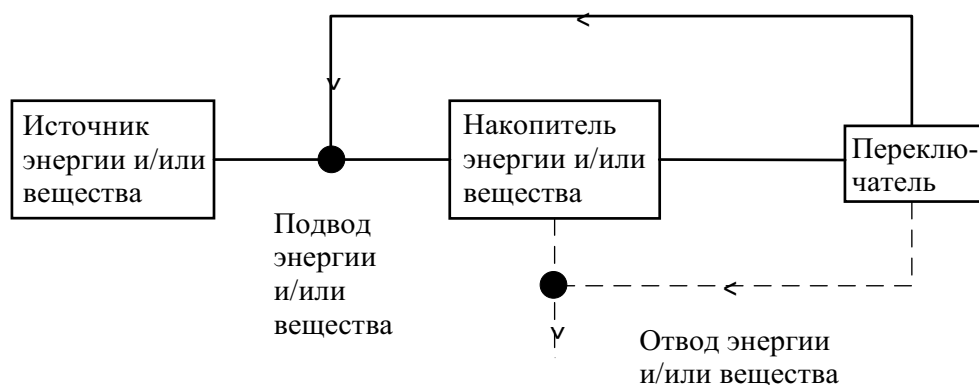 Источник
энергии и/или
вещества
Накопитель
энергии и/или
вещества
Переклю-
чатель
Подвод
энергии
и/или
вещества
Отвод энергии
и/или вещества